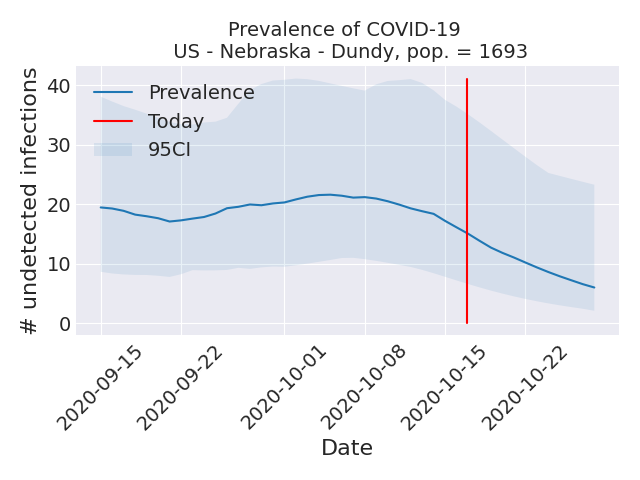 Prevalence of COVID-19
US - Nebraska - Dundy, pop. = 1693
# undetected infections
40
30
20
10
0
Prevalence
Today
95CI
2020-09-15
2020-09-22
2020-10-01
2020-10-08
2020-10-15
2020-10-22
Date